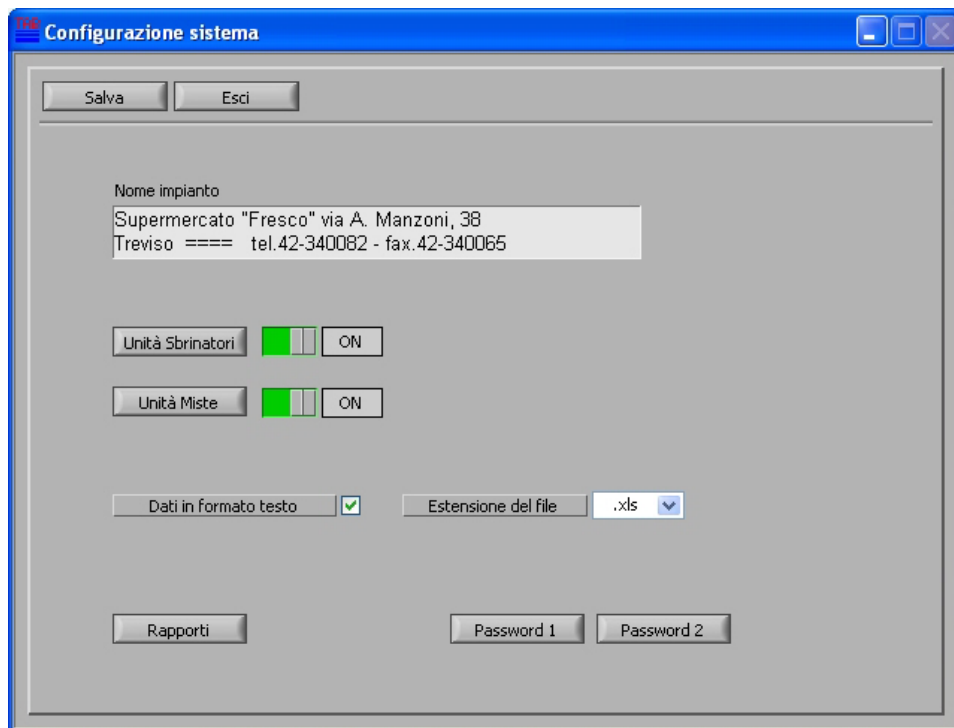 TAB
Configurazione sistema
Salva Esci
Nome impianto
Supermercato "Fresco" via A. Manzoni, 38
Treviso ==== tel.42-340082 - fax.42-340065
Unità Sbrinatori ON
Unità Miste ON
Dati in formato testo Estensione del file .xls
Rapporti Password 1 Password 2